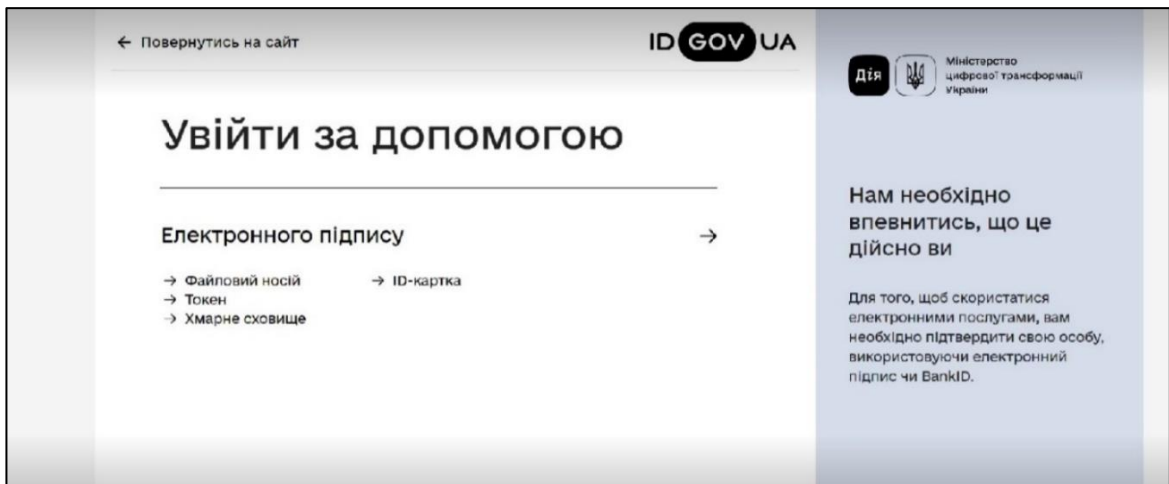 ← Повернутись на сайт
ID GOV UA
Увійти за допомогою
Електронного підпису →
→ Файловий носій
→ Токен
→ Хмарне сховище
→ ID-картка
Дія
Міністерство
цифрової трансформації
України
Нам необхідно
впевнитись, що це
дійсно ви
Для того, щоб скористатися
електронними послугами, вам
необхідно підтвердити свою особу,
використовуючи електронний
підпис чи BankID.